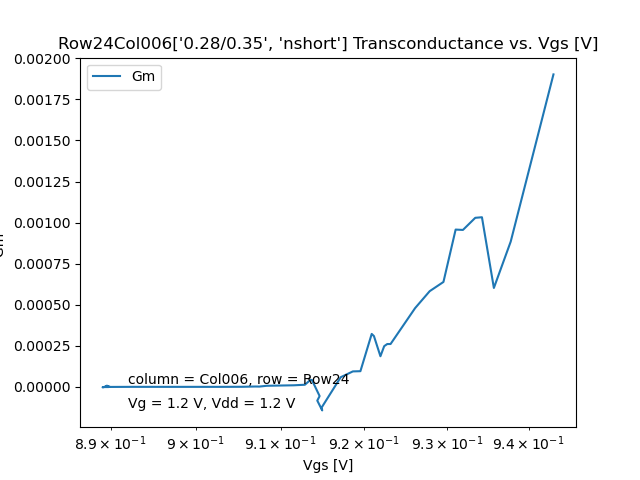 Row24Col006['0.28/0.35', 'nshort'] Transconductance vs. Vgs [V]
Gm
0.00200
0.00175
0.00150
0.00125
0.00100
0.00075
0.00050
0.00025
0.00000
Gm
column = Col006, row = Row24
Vg = 1.2 V, Vdd = 1.2 V
8.9 × 10⁻¹ 9 × 10⁻¹ 9.1 × 10⁻¹ 9.2 × 10⁻¹ 9.3 × 10⁻¹ 9.4 × 10⁻¹
Vgs [V]